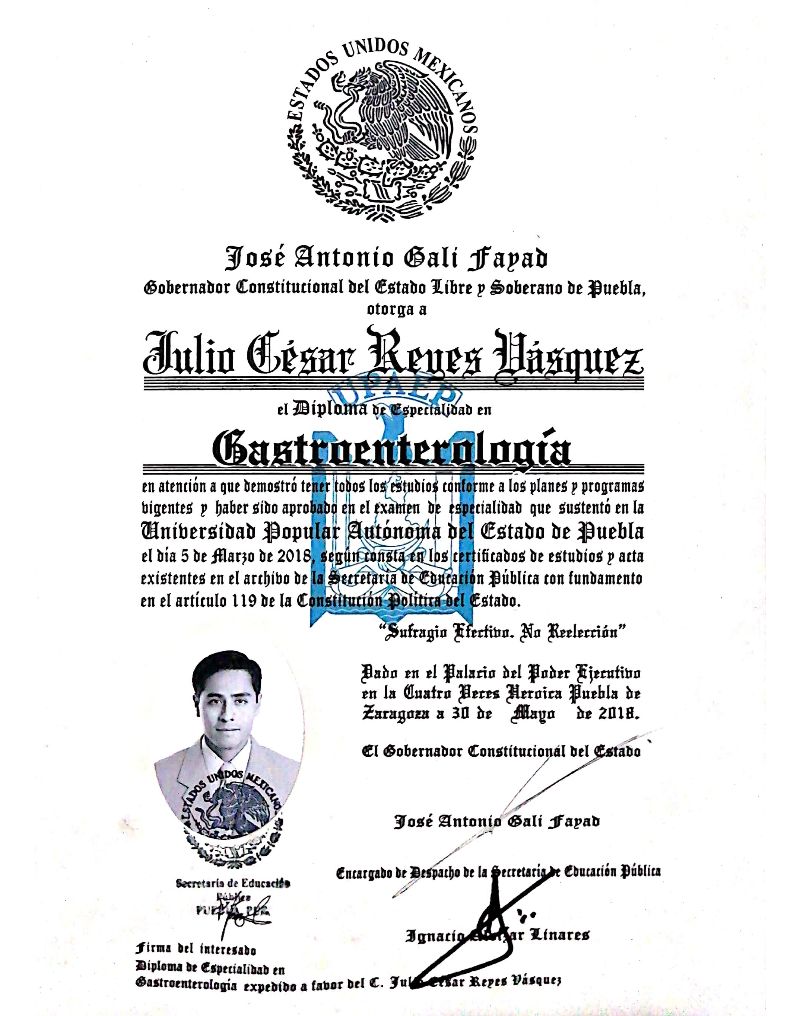 ESTADOS UNIDOS MEXICANOS
José Antonio Gali Fayad
Gobernador Constitucional del Estado Libre y Soberano de Puebla,
otorga a
Julio César Reyes Vásquez
UPAEP
el Diploma de Especialidad en
Gastroenterología
en atención a que demostró tener todos los estudios conforme a los planes y programas
vigentes y haber sido aprobado en el examen de especialidad que sustentó en la
Universidad Popular Autónoma del Estado de Puebla
el día 5 de Marzo de 2018, según consta en los certificados de estudios y acta
existentes en el archivo de la Secretaría de Educación Pública con fundamento
en el artículo 119 de la Constitución Política del Estado.
"Sufragio Efectivo. No Reelección"
Dado en el Palacio del Poder Ejecutivo
en la Cuatro Veces Heroica Puebla de
Zaragoza a 30 de Mayo de 2018.
El Gobernador Constitucional del Estado
José Antonio Gali Fayad
Encargado de Despacho de la Secretaría de Educación Pública
Ignacio Linares
ESTADOS UNIDOS MEXICANO
Secretaría de Educación
Pública
Firma del interesado
Diploma de Especialidad en
Gastroenterología expedido a favor del C. Julio César Reyes Vásquez